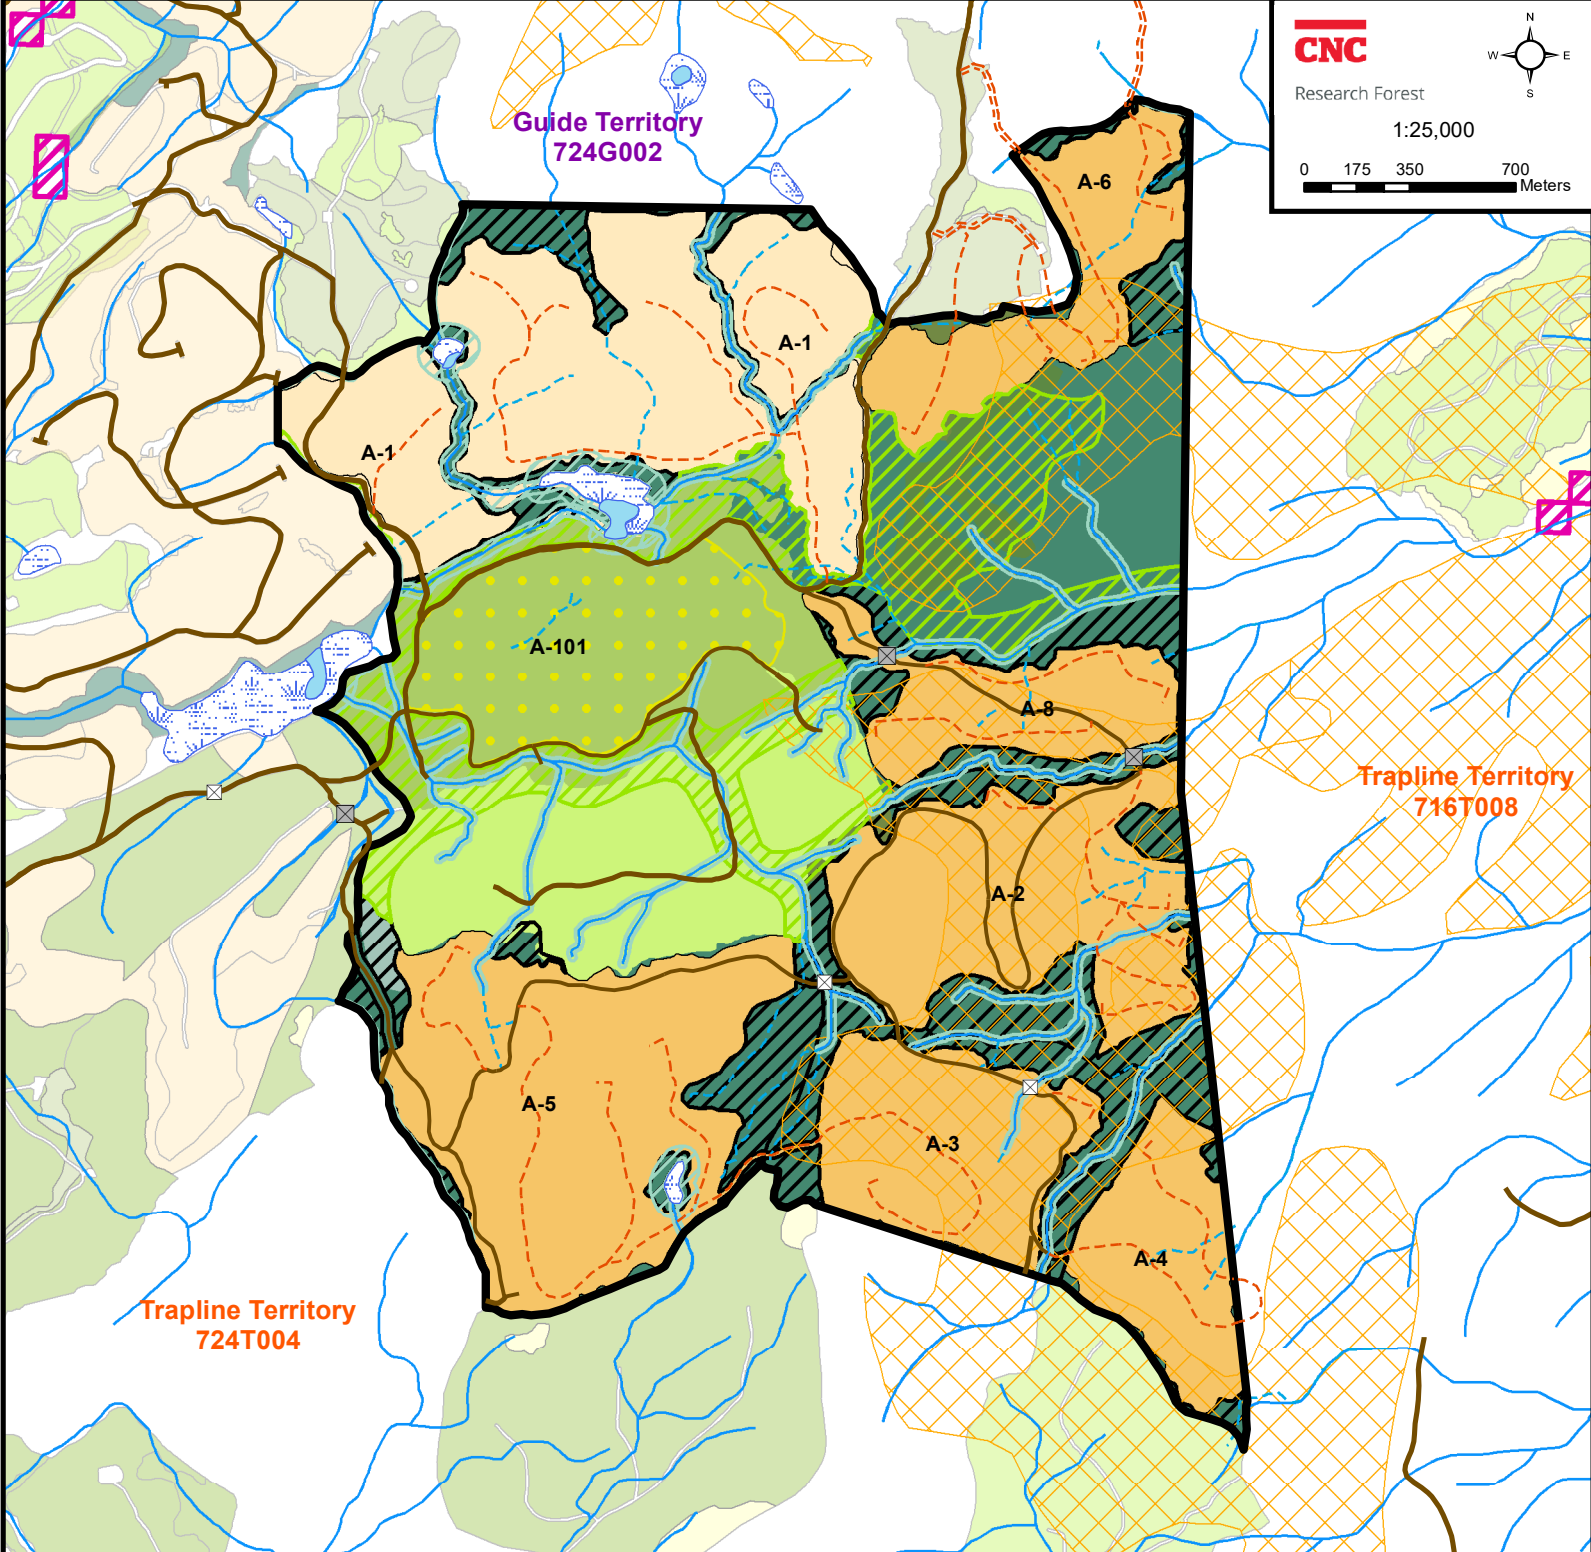 CNC
Research Forest
N
W E
S
1:25,000
0 175 350 700
Meters
Guide Territory
724G002
A-6
A-1
A-1
A-101
A-8
Trapline Territory
716T008
A-2
A-5
A-3
A-4
Trapline Territory
724T004